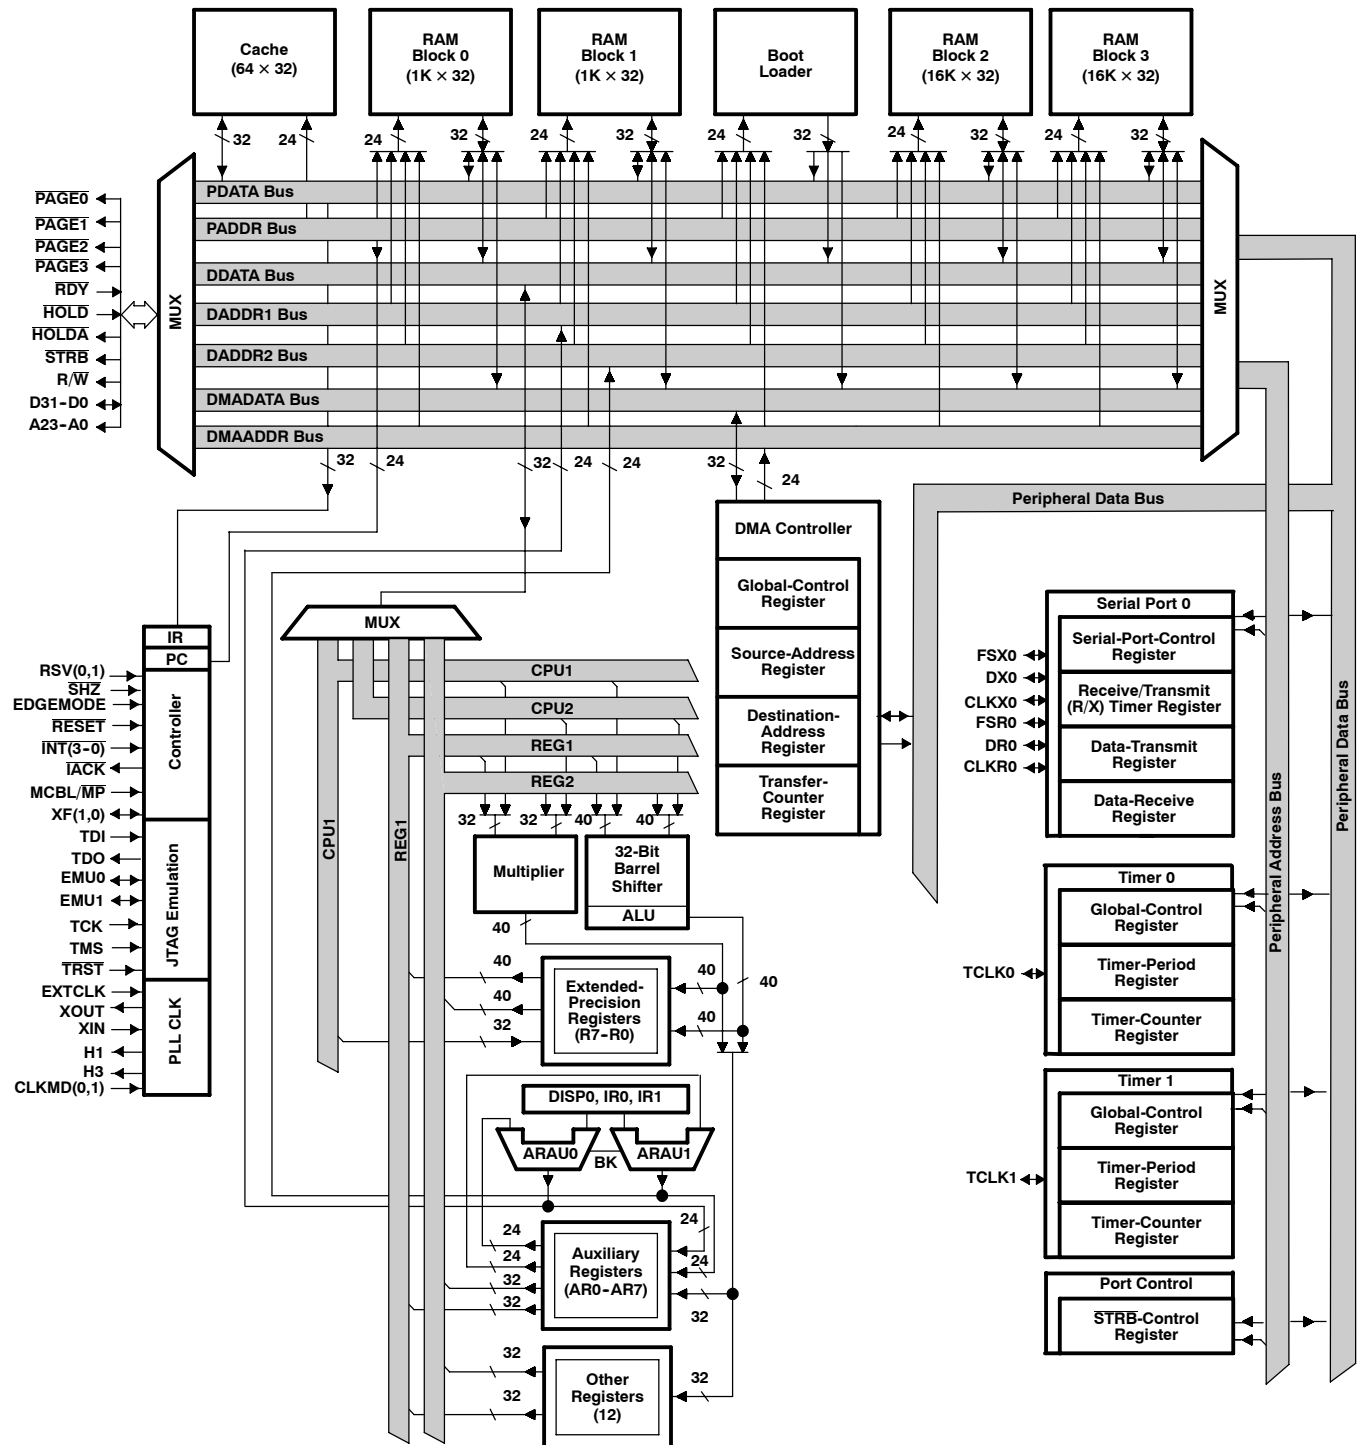 Cache
(64 × 32)
RAM
Block 0
(1K × 32)
RAM
Block 1
(1K × 32)
Boot
Loader
RAM
Block 2
(16K × 32)
RAM
Block 3
(16K × 32)
32
24
24
32
24
32
24
32
24
32
24
32
MUX
PDATA Bus
PADDR Bus
DDATA Bus
DADDR1 Bus
DADDR2 Bus
DMADATA Bus
DMAADDR Bus
MUX
PAGE0
PAGE1
PAGE2
PAGE3
RDY
HOLD
HOLDA
STRB
R/W
D31-D0
A23-A0
32
24
32
24
24
32
24
Peripheral Data Bus
DMA Controller
Global-Control
Register
Source-Address
Register
Destination-
Address
Register
Transfer-
Counter
Register
IR
PC
Controller
JTAG Emulation
PLL CLK
RSV(0,1)
SHZ
EDGEMODE
RESET
INT(3-0)
IACK
MCBL/MP
XF(1,0)
TDI
TDO
EMU0
EMU1
TCK
TMS
TRST
EXTCLK
XOUT
XIN
H1
H3
CLKMD(0,1)
MUX
CPU1
CPU2
REG1
REG2
CPU1
REG1
32
32
40
40
Multiplier
32-Bit
Barrel
Shifter
ALU
40
40
40
32
40
40
40
Extended-
Precision
Registers
(R7-R0)
DISP0, IR0, IR1
ARAU0
BK
ARAU1
24
24
32
32
24
24
32
Auxiliary
Registers
(AR0-AR7)
32
32
32
Other
Registers
(12)
Serial Port 0
Serial-Port-Control
Register
Receive/Transmit
(R/X) Timer Register
Data-Transmit
Register
Data-Receive
Register
FSX0
DX0
CLKX0
FSR0
DR0
CLKR0
Timer 0
Global-Control
Register
Timer-Period
Register
Timer-Counter
Register
TCLK0
Timer 1
Global-Control
Register
Timer-Period
Register
Timer-Counter
Register
TCLK1
Port Control
STRB-Control
Register
Peripheral Address Bus
Peripheral Data Bus